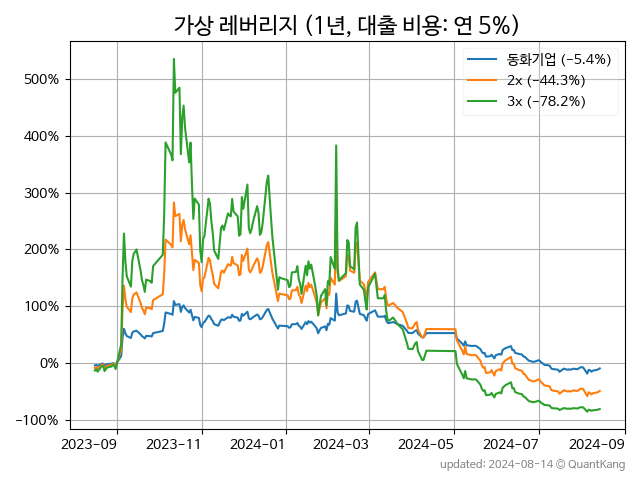 가상 레버리지 (1년, 대출 비용: 연 5%)
동화기업 (-5.4%)
2x (-44.3%)
3x (-78.2%)
500%
400%
300%
200%
100%
0%
-100%
2023-09 2023-11 2024-01 2024-03 2024-05 2024-07 2024-09
updated: 2024-08-14 © QuantKang